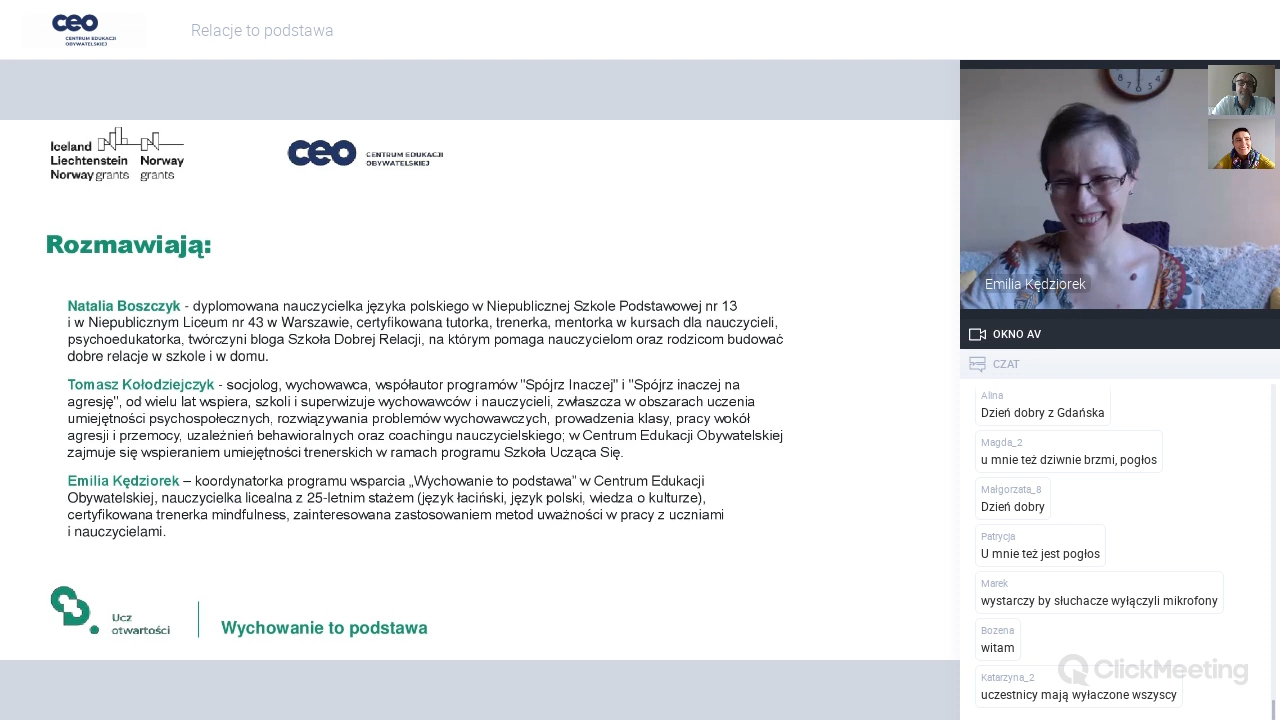 ceo
CENTRUM EDUKACJI
OBYWATELSKIEJ
Relacje to podstawa
Iceland
Liechtenstein Norway
Norway grants grants
ceo CENTRUM EDUKACJI
OBYWATELSKIEJ
Rozmawiają:
Natalia Boszczyk - dyplomowana nauczycielka języka polskiego w Niepublicznej Szkole Podstawowej nr 13
i w Niepublicznym Liceum nr 43 w Warszawie, certyfikowana tutorka, trenerka, mentorka w kursach dla nauczycieli,
psychoedukatorka, twórczyni bloga Szkoła Dobrej Relacji, na którym pomaga nauczycielom oraz rodzicom budować
dobre relacje w szkole i w domu.
Tomasz Kołodziejczyk - socjolog, wychowawca, współautor programów "Spójrz Inaczej" i "Spójrz inaczej na
agresję", od wielu lat wspiera, szkoli i superwizuje wychowawców i nauczycieli, zwłaszcza w obszarach uczenia
umiejętności psychospołecznych, rozwiązywania problemów wychowawczych, prowadzenia klasy, pracy wokół
agresji i przemocy, uzależnień behawioralnych oraz coachingu nauczycielskiego; w Centrum Edukacji Obywatelskiej
zajmuje się wspieraniem umiejętności trenerskich w ramach programu Szkoła Ucząca Się.
Emilia Kędziorek – koordynatorka programu wsparcia „Wychowanie to podstawa” w Centrum Edukacji
Obywatelskiej, nauczycielka licealna z 25-letnim stażem (język łaciński, język polski, wiedza o kulturze),
certyfikowana trenerka mindfulness, zainteresowana zastosowaniem metod uważności w pracy z uczniami
i nauczycielami.
Ucz
otwartości
Wychowanie to podstawa
Emilia Kędziorek
OKNO AV
CZAT
Alina
Dzień dobry z Gdańska
Magda_2
u mnie też dziwnie brzmi, pogłos
Małgorzata_8
Dzień dobry
Patrycja
U mnie też jest pogłos
Marek
wystarczy by słuchacze wyłączyli mikrofony
Bożena
witam
Katarzyna_2
uczestnicy mają wyłaczone wszyscy
ClickMeeting